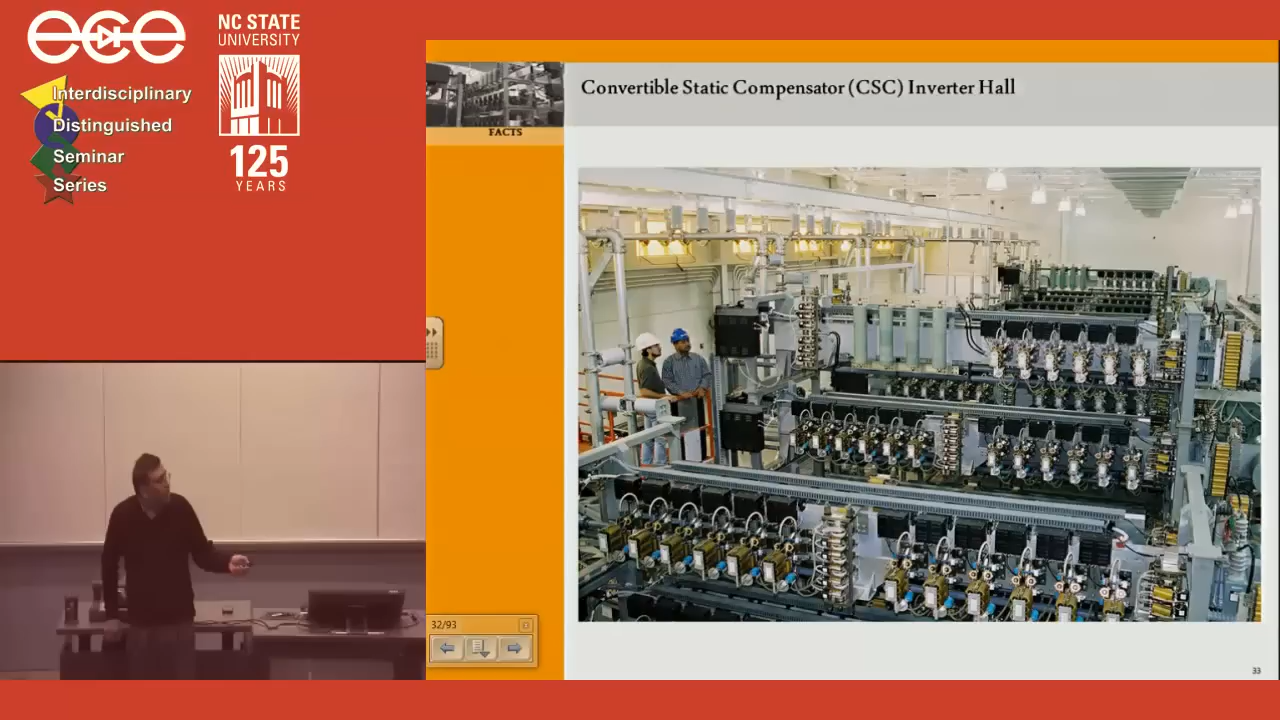 ece
NC STATE
UNIVERSITY
Interdisciplinary
Distinguished
Seminar
Series
125
YEARS
FACTS
Convertible Static Compensator (CSC) Inverter Hall
32/93
33